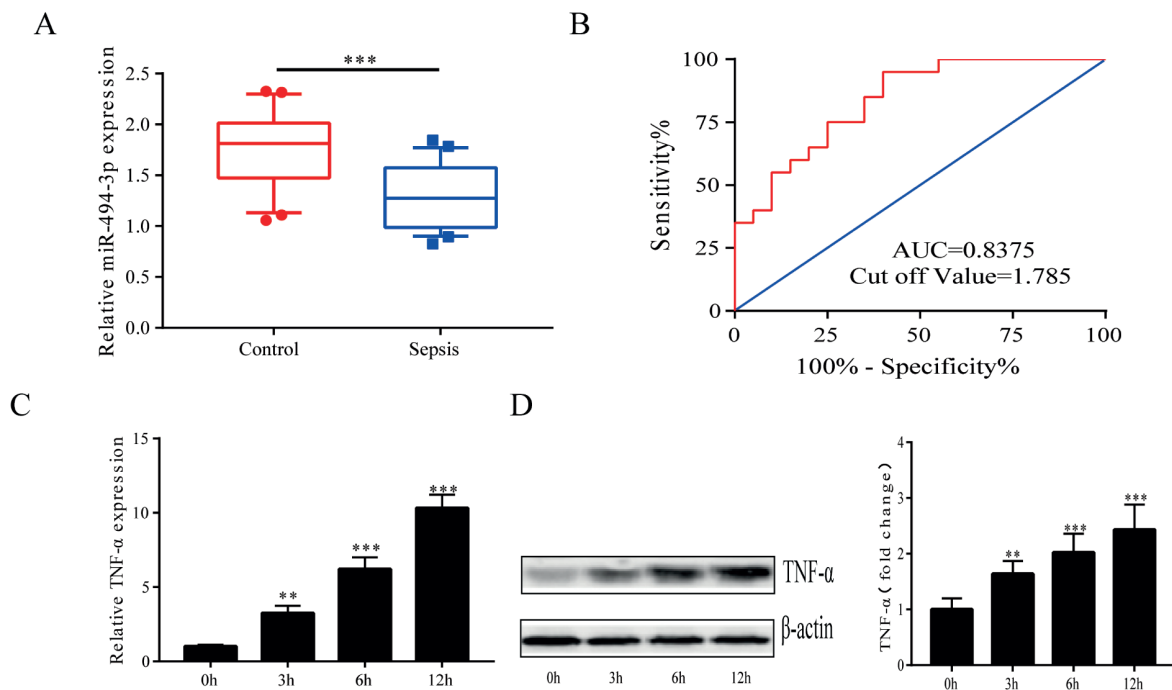 A
***
Relative miR-494-3p expression
2.5
2.0
1.5
1.0
0.5
0.0
Control
Sepsis
B
Sensitivity%
100
75
50
25
0
AUC=0.8375
Cut off Value=1.785
0
25
50
75
100
100% - Specificity%
C
Relative TNF-α expression
15
10
5
0
**
***
***
0h
3h
6h
12h
D
TNF-α
β-actin
0h
3h
6h
12h
TNF-α( fold change)
4
3
2
1
0
**
***
***
0h
3h
6h
12h